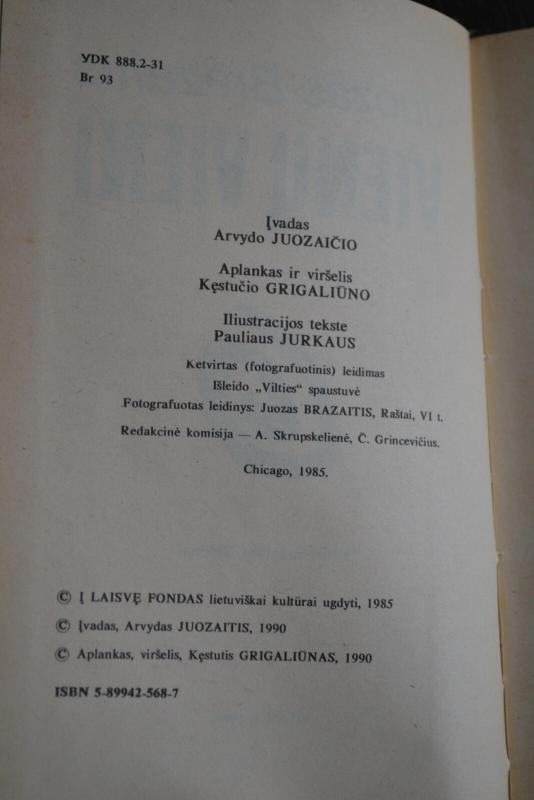 УДК 888.2-31
Br 93
Įvadas
Arvydo JUOZAIČIO
Aplankas ir viršelis
Kęstučio GRIGALIŪNO
Iliustracijos tekste
Pauliaus JURKAUS
Ketvirtas (fotografuotinis) leidimas
Išleido „Vilties“ spaustuvė
Fotografuotas leidinys: Juozas BRAZAITIS, Raštai, VI t.
Redakcinė komisija — A. Skrupskelienė, Č. Grincevičius.
Chicago, 1985.
© Į LAISVĘ FONDAS lietuviškai kultūrai ugdyti, 1985
© Įvadas, Arvydas JUOZAITIS, 1990
© Aplankas, viršelis, Kęstutis GRIGALIŪNAS, 1990
ISBN 5-89942-568-7